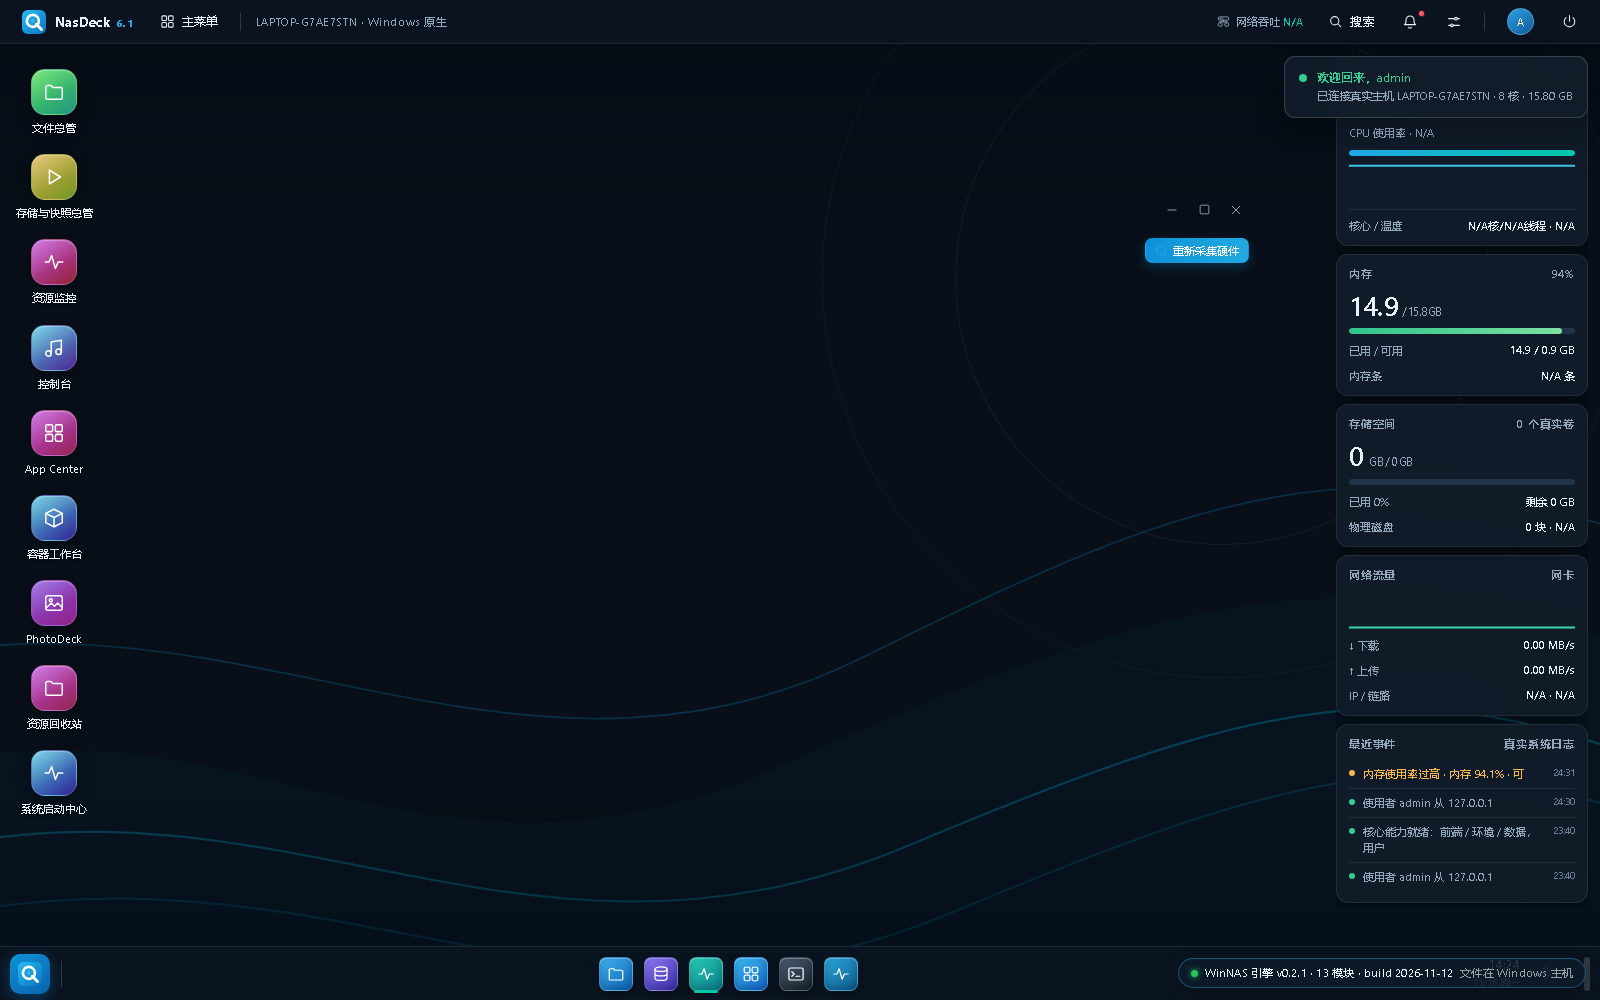 NasDeck 6.1 主菜单 LAPTOP-G7AE7STN · Windows 原生 网络吞吐 N/A 搜索 A
欢迎回来，admin
已连接真实主机 LAPTOP-G7AE7STN · 8 核 · 15.80 GB
文件总管
存储与快照总管
资源监控
控制台
App Center
容器工作台
PhotoDeck
资源回收站
系统启动中心
重新采集硬件
CPU 使用率 · N/A
核心 / 温度 N/A核/N/A线程 · N/A
内存 94%
14.9 / 15.8GB
已用 / 可用 14.9 / 0.9 GB
内存条 N/A 条
存储空间 0 个真实卷
0 GB / 0 GB
已用 0% 剩余 0 GB
物理磁盘 0 块 · N/A
网络流量 网卡
↓ 下载 0.00 MB/s
↑ 上传 0.00 MB/s
IP / 链路 N/A · N/A
最近事件 真实系统日志
内存使用率过高 · 内存 94.1% · 可 24:31
使用者 admin 从 127.0.0.1 24:30
核心能力就绪：前端 / 环境 / 数据， 23:40
用户
使用者 admin 从 127.0.0.1 23:40
WinNAS 引擎 v0.2.1 · 13 模块 · build 2026-11-12 文件在 Windows 主机